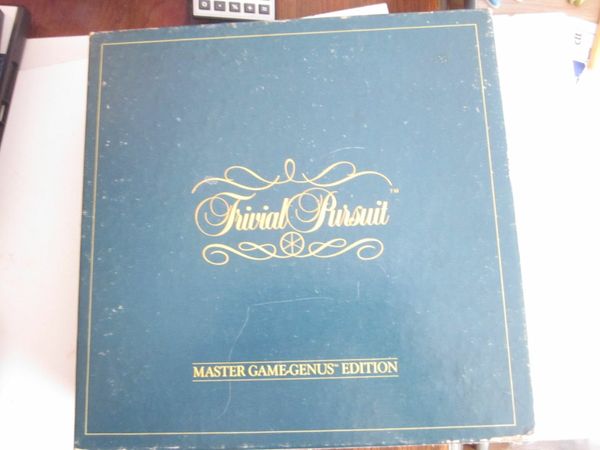 Trivial Pursuit™
MASTER GAME-GENUS™ EDITION